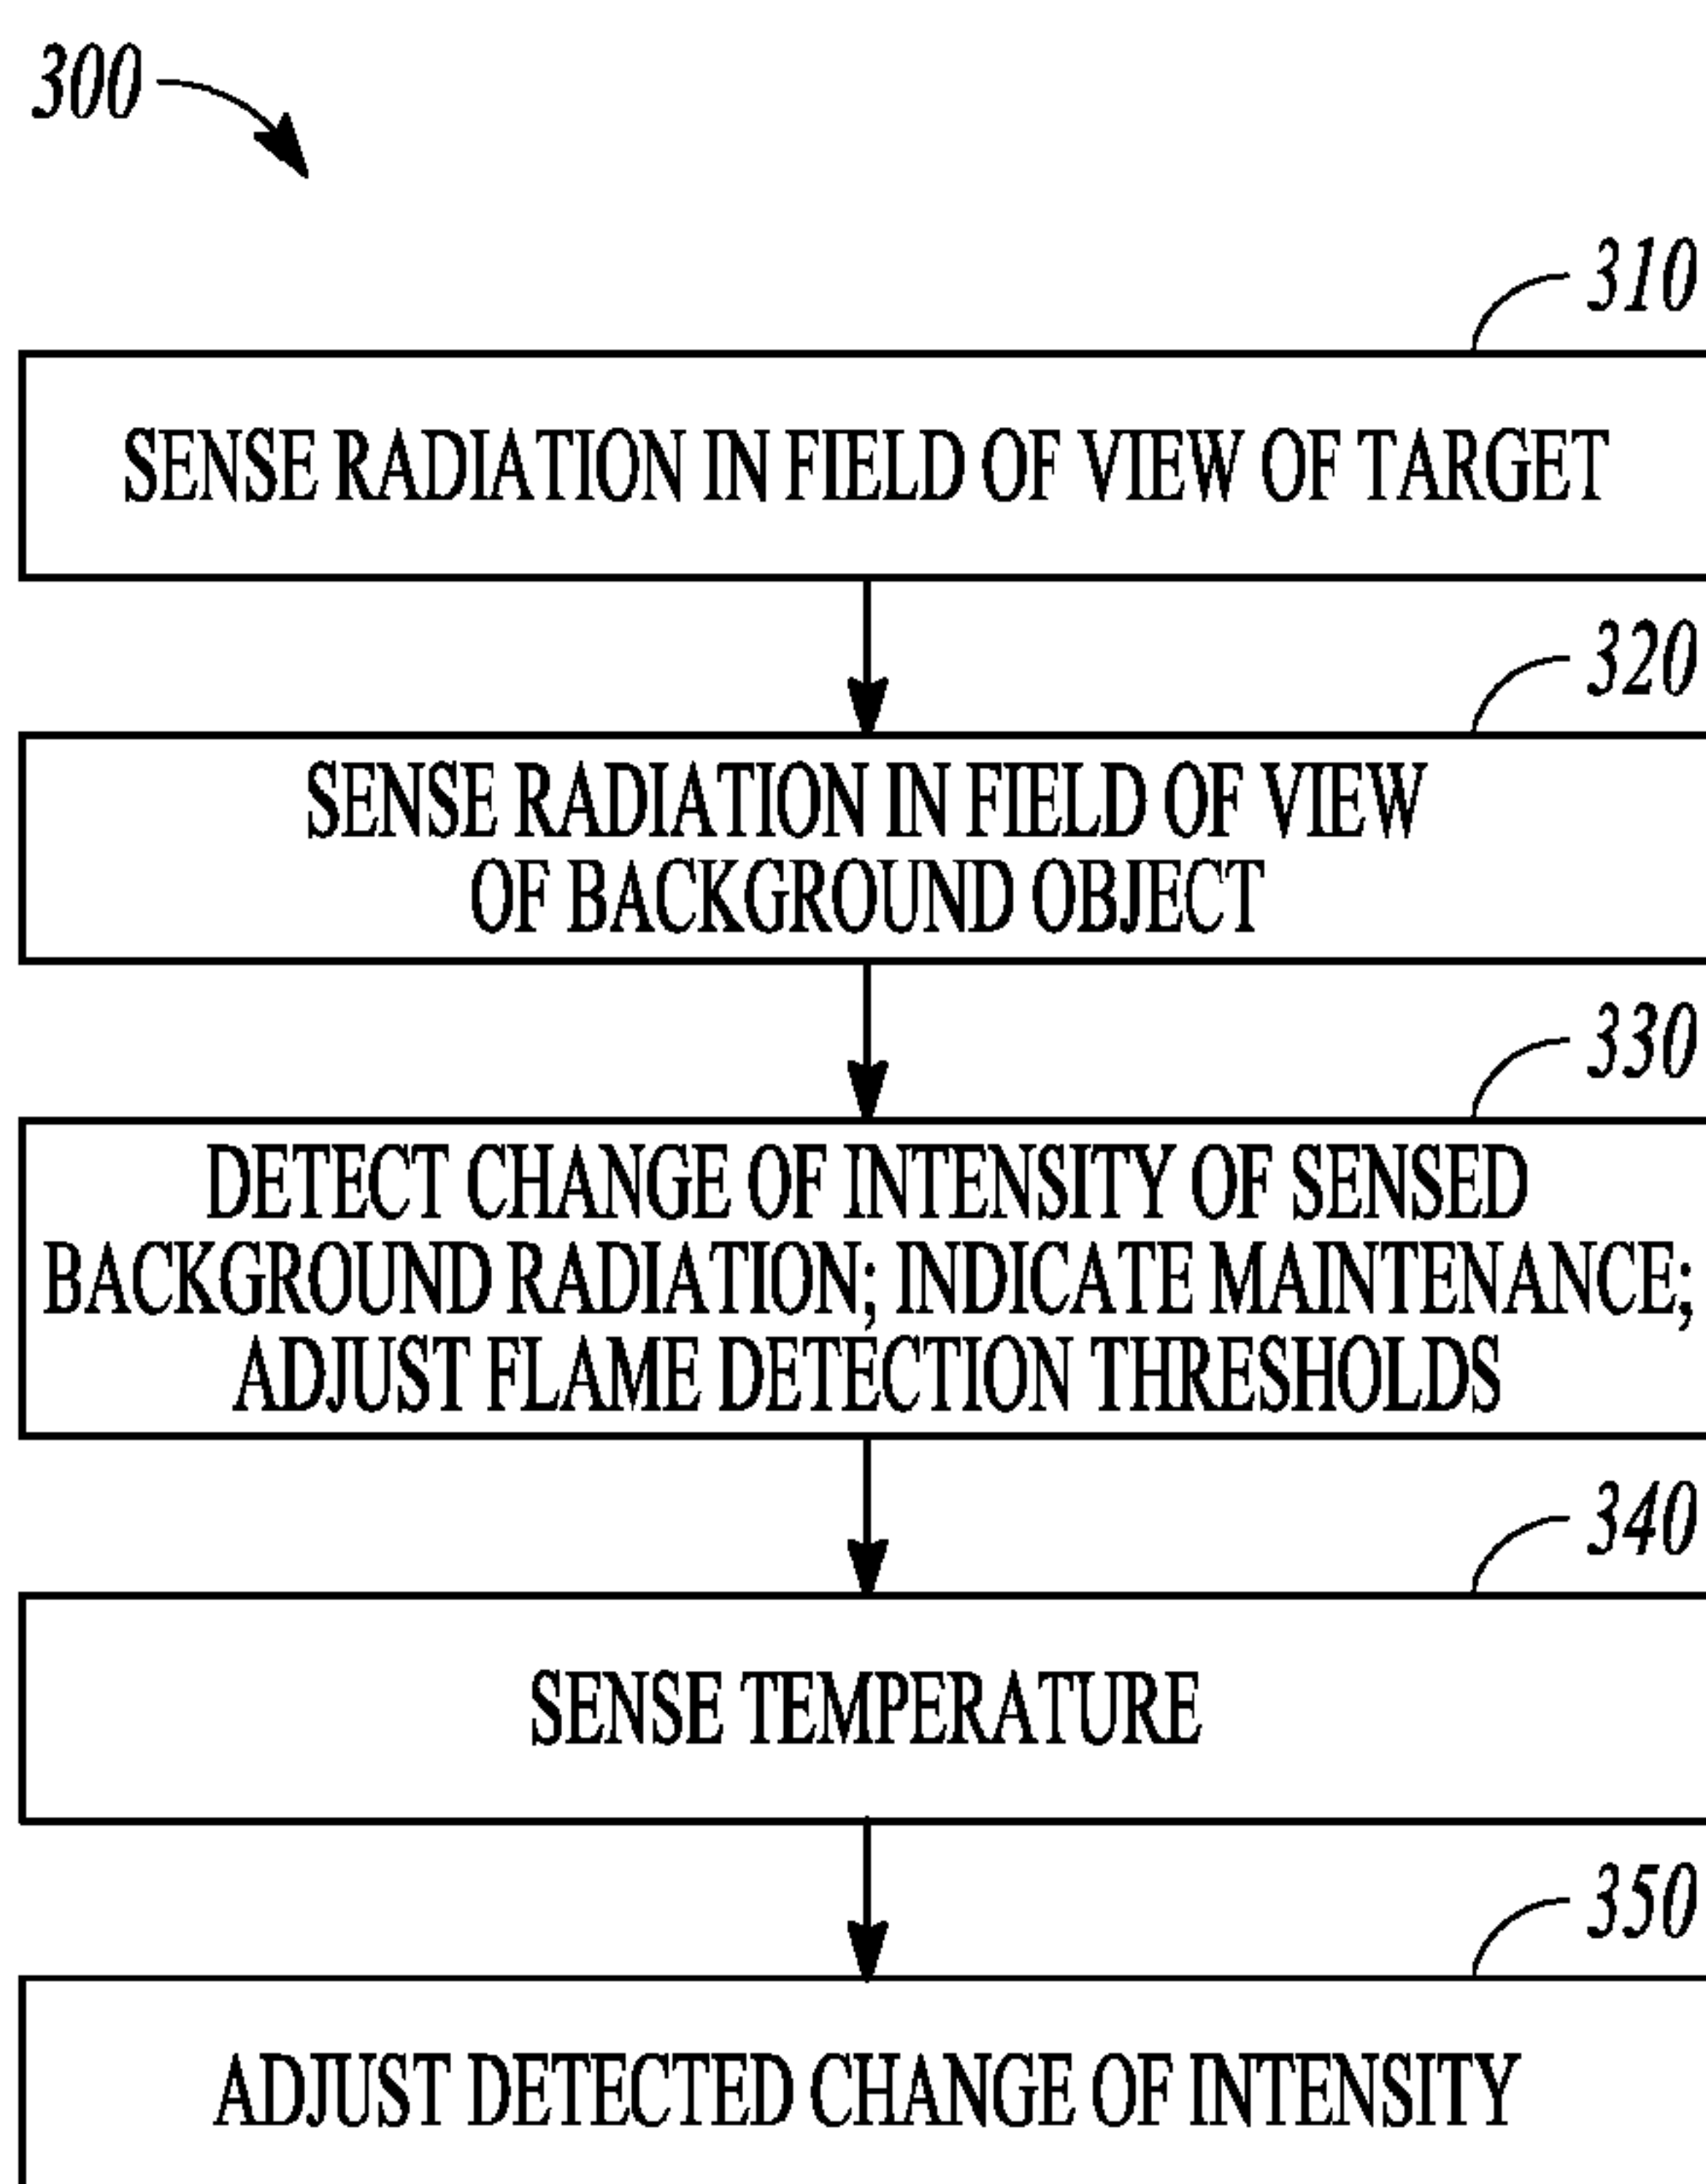 300
310
SENSE RADIATION IN FIELD OF VIEW OF TARGET
320
SENSE RADIATION IN FIELD OF VIEW
OF BACKGROUND OBJECT
330
DETECT CHANGE OF INTENSITY OF SENSED
BACKGROUND RADIATION; INDICATE MAINTENANCE;
ADJUST FLAME DETECTION THRESHOLDS
340
SENSE TEMPERATURE
350
ADJUST DETECTED CHANGE OF INTENSITY